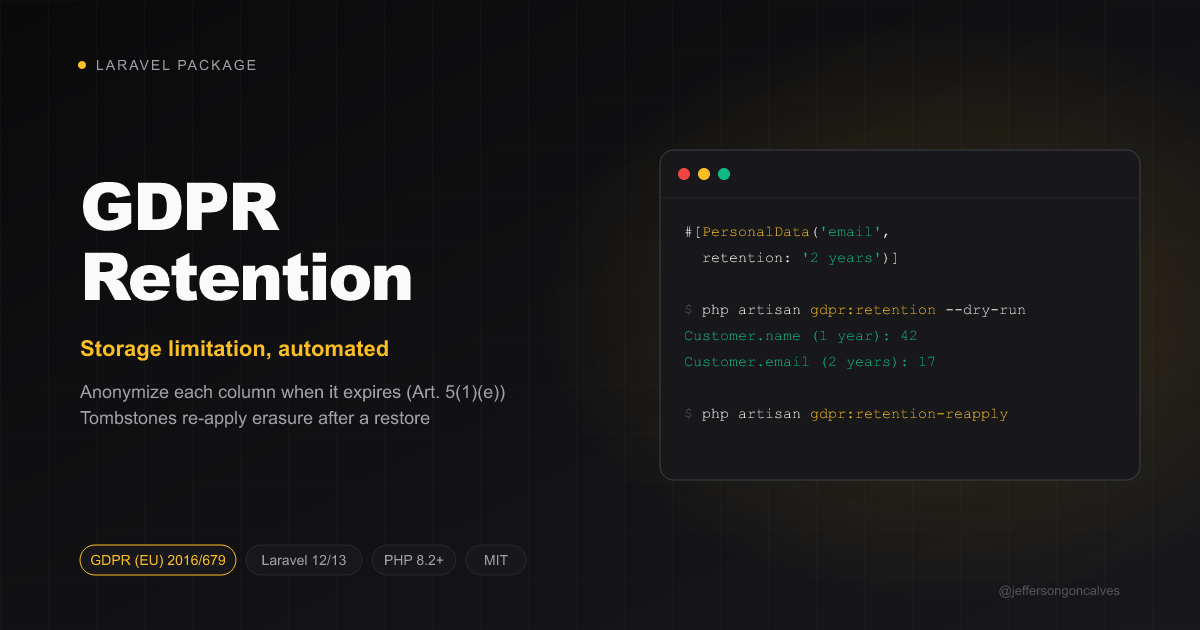 LARAVEL PACKAGE
GDPR
Retention
Storage limitation, automated
Anonymize each column when it expires (Art. 5(1)(e))
Tombstones re-apply erasure after a restore
#[PersonalData('email',
  retention: '2 years')]
$ php artisan gdpr:retention --dry-run
Customer.name (1 year): 42
Customer.email (2 years): 17
$ php artisan gdpr:retention-reapply
GDPR (EU) 2016/679
Laravel 12/13
PHP 8.2+
MIT
@jeffersongoncalves